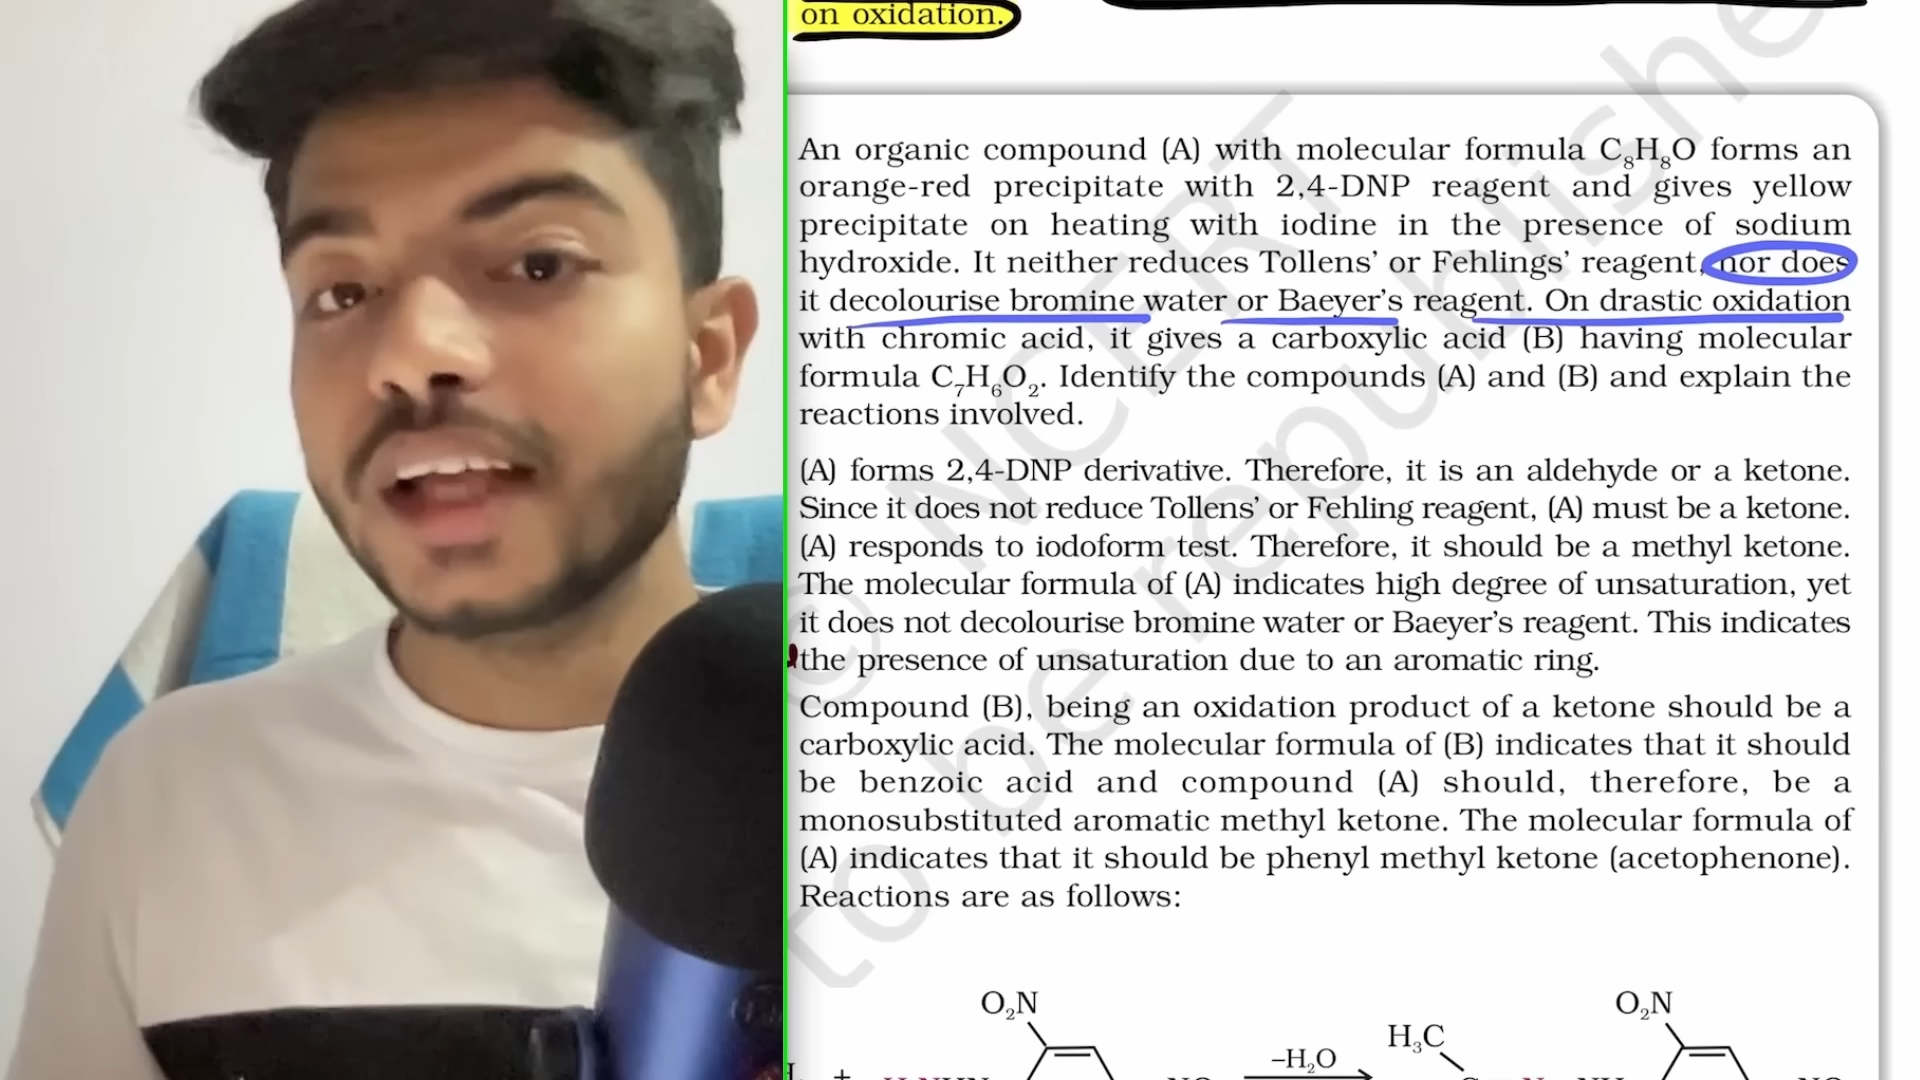 on oxidation.
An organic compound (A) with molecular formula C₈H₈O forms an
orange-red precipitate with 2,4-DNP reagent and gives yellow
precipitate on heating with iodine in the presence of sodium
hydroxide. It neither reduces Tollens’ or Fehlings’ reagent, nor does
it decolourise bromine water or Baeyer’s reagent. On drastic oxidation
with chromic acid, it gives a carboxylic acid (B) having molecular
formula C₇H₆O₂. Identify the compounds (A) and (B) and explain the
reactions involved.
(A) forms 2,4-DNP derivative. Therefore, it is an aldehyde or a ketone.
Since it does not reduce Tollens’ or Fehling reagent, (A) must be a ketone.
(A) responds to iodoform test. Therefore, it should be a methyl ketone.
The molecular formula of (A) indicates high degree of unsaturation, yet
it does not decolourise bromine water or Baeyer’s reagent. This indicates
the presence of unsaturation due to an aromatic ring.
Compound (B), being an oxidation product of a ketone should be a
carboxylic acid. The molecular formula of (B) indicates that it should
be benzoic acid and compound (A) should, therefore, be a
monosubstituted aromatic methyl ketone. The molecular formula of
(A) indicates that it should be phenyl methyl ketone (acetophenone).
Reactions are as follows:
O₂N O₂N
H₃C
–H₂O
+
© NCERT
to be republishe